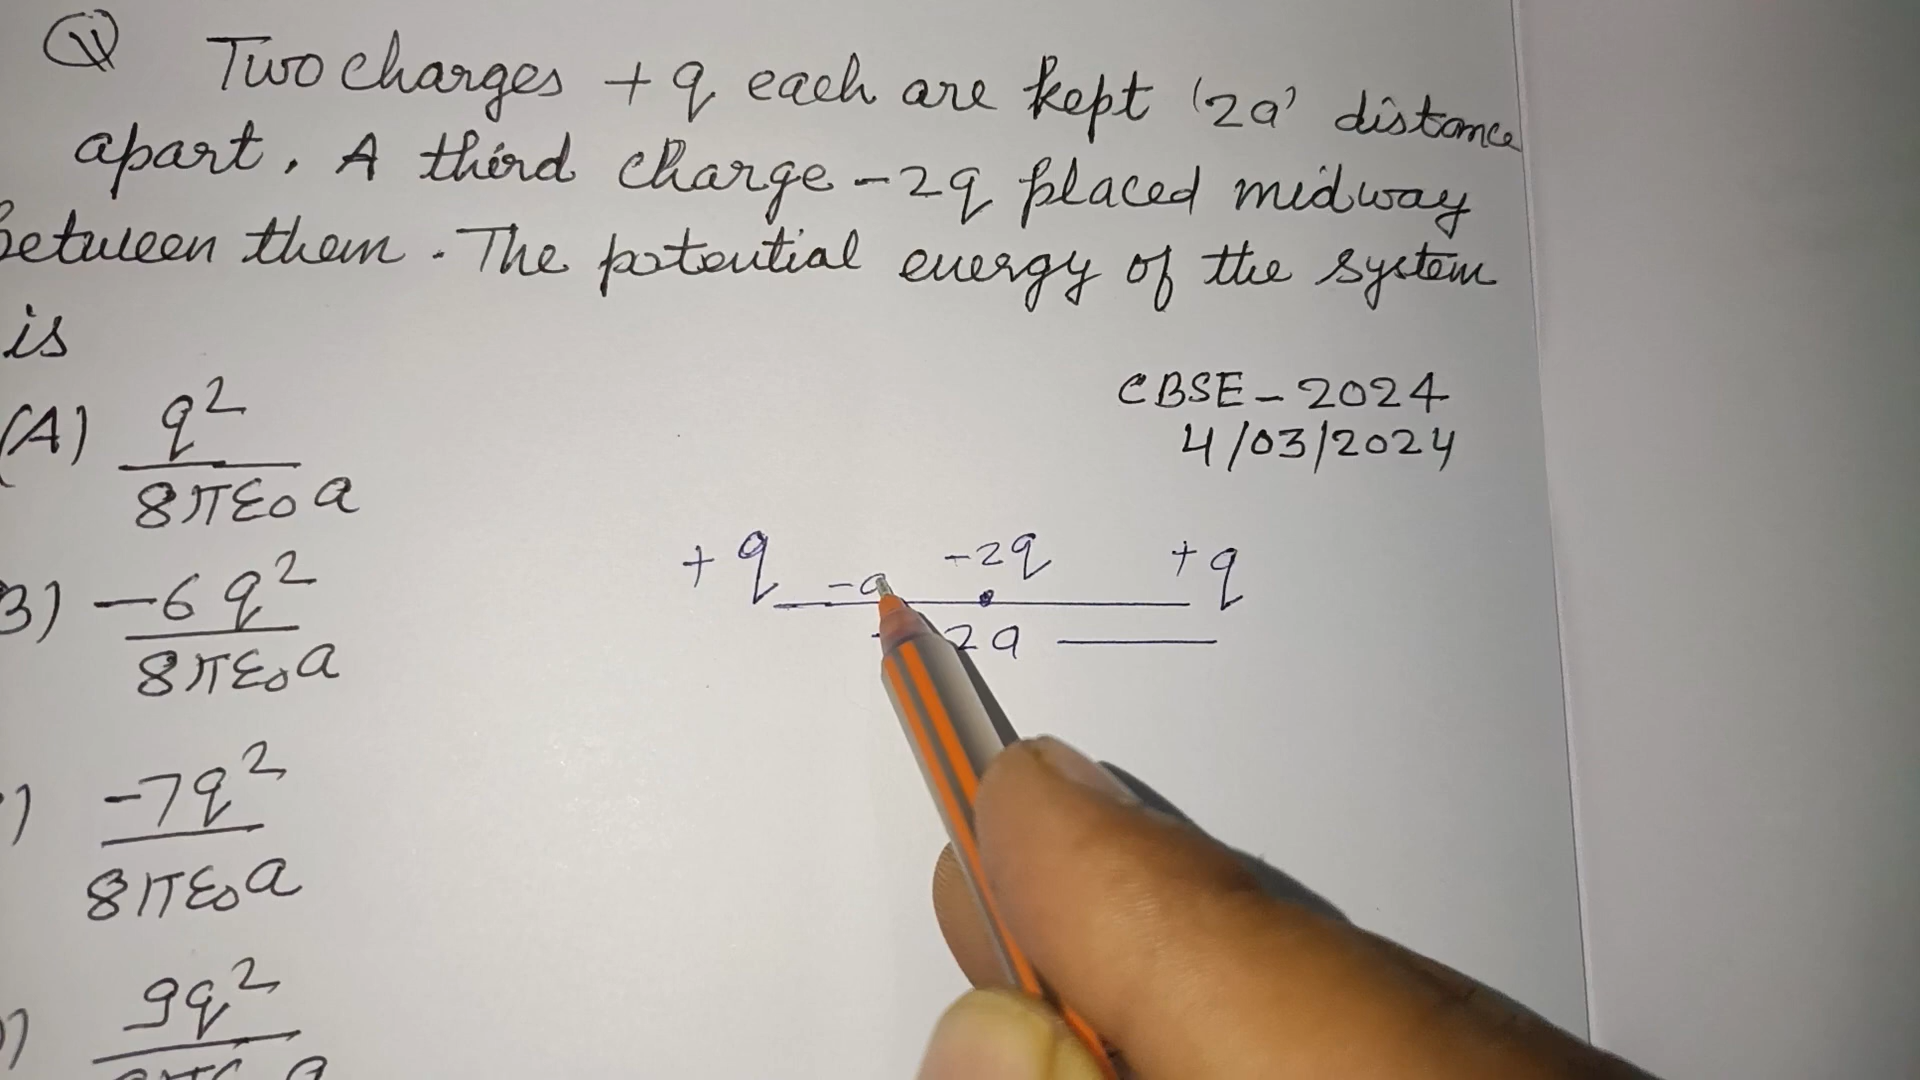 Q Two charges +q each are kept '2a' distance
apart. A third charge -2q placed midway
between them. The potential energy of the system
is
CBSE-2024
4/03/2024
(A) q²
8πε₀a
B) -6q²
8πε₀a
) -7q²
8πε₀a
) 9q²
+q -2q +q
2a